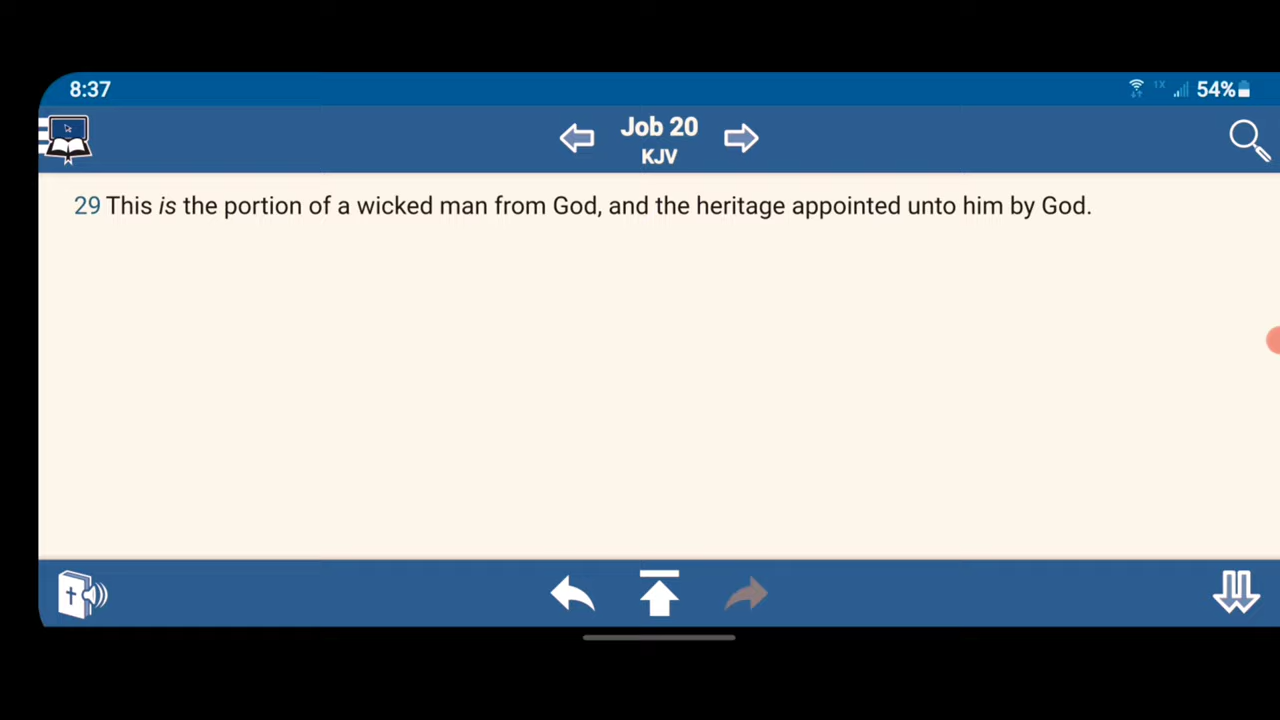 8:37
1X
54%
Job 20
KJV
29 This is the portion of a wicked man from God, and the heritage appointed unto him by God.